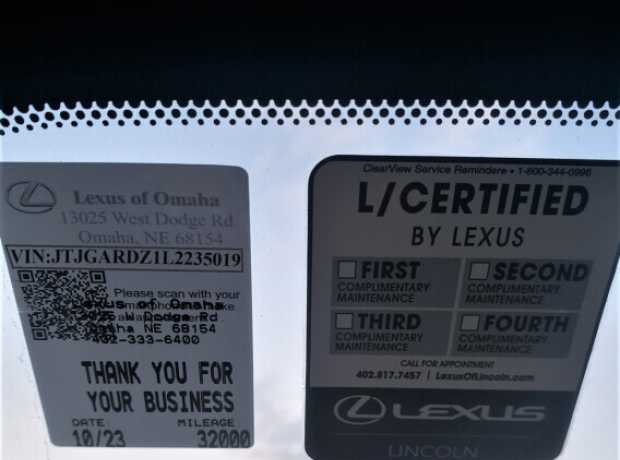 Lexus of Omaha
13025 West Dodge Rd
Omaha, NE 68154
VIN:JTJGARDZ1L2235019
Please scan with your
exus of Omaha
W Dodge Rd
Omaha NE 68154
402-333-6400
THANK YOU FOR
YOUR BUSINESS
DATE MILEAGE
10/23 32000
ClearView Service Reminders • 1-800-344-0996
L/CERTIFIED
BY LEXUS
FIRST
COMPLIMENTARY
MAINTENANCE
SECOND
COMPLIMENTARY
MAINTENANCE
THIRD
COMPLIMENTARY
MAINTENANCE
FOURTH
COMPLIMENTARY
MAINTENANCE
CALL FOR APPOINTMENT
402.817.7457 | LexusOfLincoln.com
LEXUS
LINCOLN